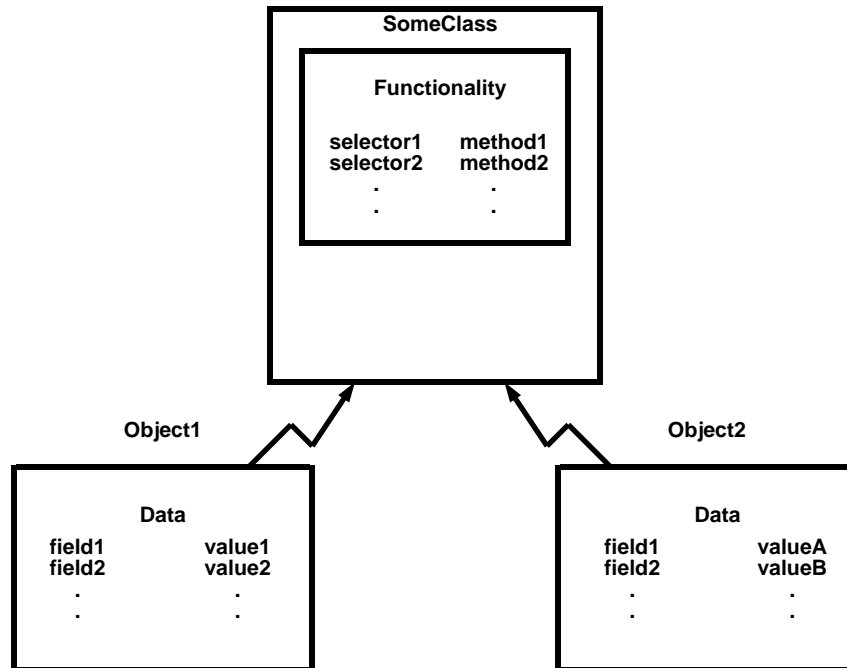 SomeClass
Functionality
selector1 method1
selector2 method2
. .
. .
Object1 Object2
Data
field1 value1
field2 value2
. .
. .
Data
field1 valueA
field2 valueB
. .
. .